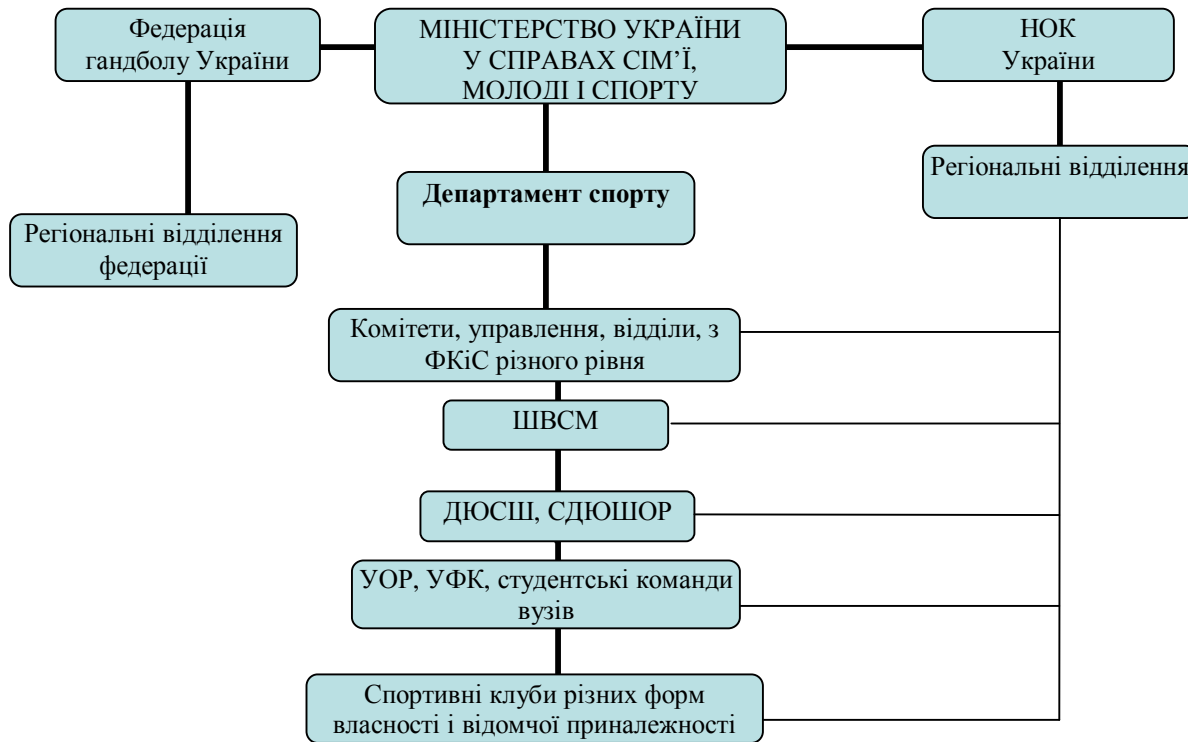 Федерація
гандболу України
МІНІСТЕРСТВО УКРАЇНИ
У СПРАВАХ СІМ’Ї,
МОЛОДІ І СПОРТУ
НОК
України
Регіональні відділення
Департамент спорту
Регіональні відділення
федерації
Комітети, управління, відділи, з
ФКіС різного рівня
ШВСМ
ДЮСШ, СДЮШОР
УОР, УФК, студентські команди
вузів
Спортивні клуби різних форм
власності і відомчої приналежності